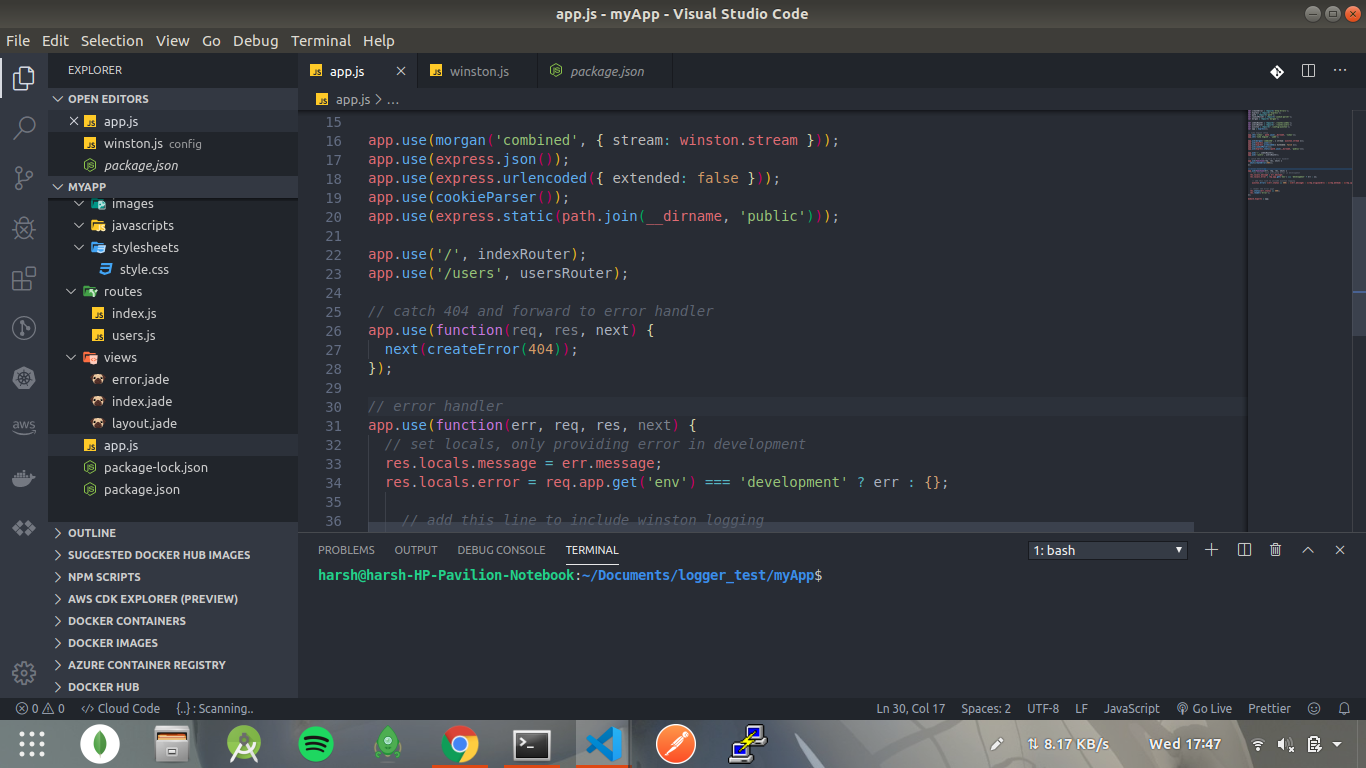 app.js - myApp - Visual Studio Code
File Edit Selection View Go Debug Terminal Help
EXPLORER
OPEN EDITORS
app.js
winston.js config
package.json
MYAPP
images
javascripts
stylesheets
style.css
routes
index.js
users.js
views
error.jade
index.jade
layout.jade
app.js
package-lock.json
package.json
OUTLINE
SUGGESTED DOCKER HUB IMAGES
NPM SCRIPTS
AWS CDK EXPLORER (PREVIEW)
DOCKER CONTAINERS
DOCKER IMAGES
AZURE CONTAINER REGISTRY
DOCKER HUB
aws
JS app.js
JS winston.js
package.json
JS app.js > ...
15
16 app.use(morgan('combined', { stream: winston.stream }));
17 app.use(express.json());
18 app.use(express.urlencoded({ extended: false }));
19 app.use(cookieParser());
20 app.use(express.static(path.join(__dirname, 'public')));
21
22 app.use('/', indexRouter);
23 app.use('/users', usersRouter);
24
25 // catch 404 and forward to error handler
26 app.use(function(req, res, next) {
27 next(createError(404));
28 });
29
30 // error handler
31 app.use(function(err, req, res, next) {
32 // set locals, only providing error in development
33 res.locals.message = err.message;
34 res.locals.error = req.app.get('env') === 'development' ? err : {};
35
36 // add this line to include winston logging
PROBLEMS OUTPUT DEBUG CONSOLE TERMINAL
1: bash
harsh@harsh-HP-Pavilion-Notebook:~/Documents/logger_test/myApp$
0 0 </> Cloud Code {..} : Scanning..
Ln 30, Col 17 Spaces: 2 UTF-8 LF JavaScript Go Live Prettier
8.17 KB/s Wed 17:47